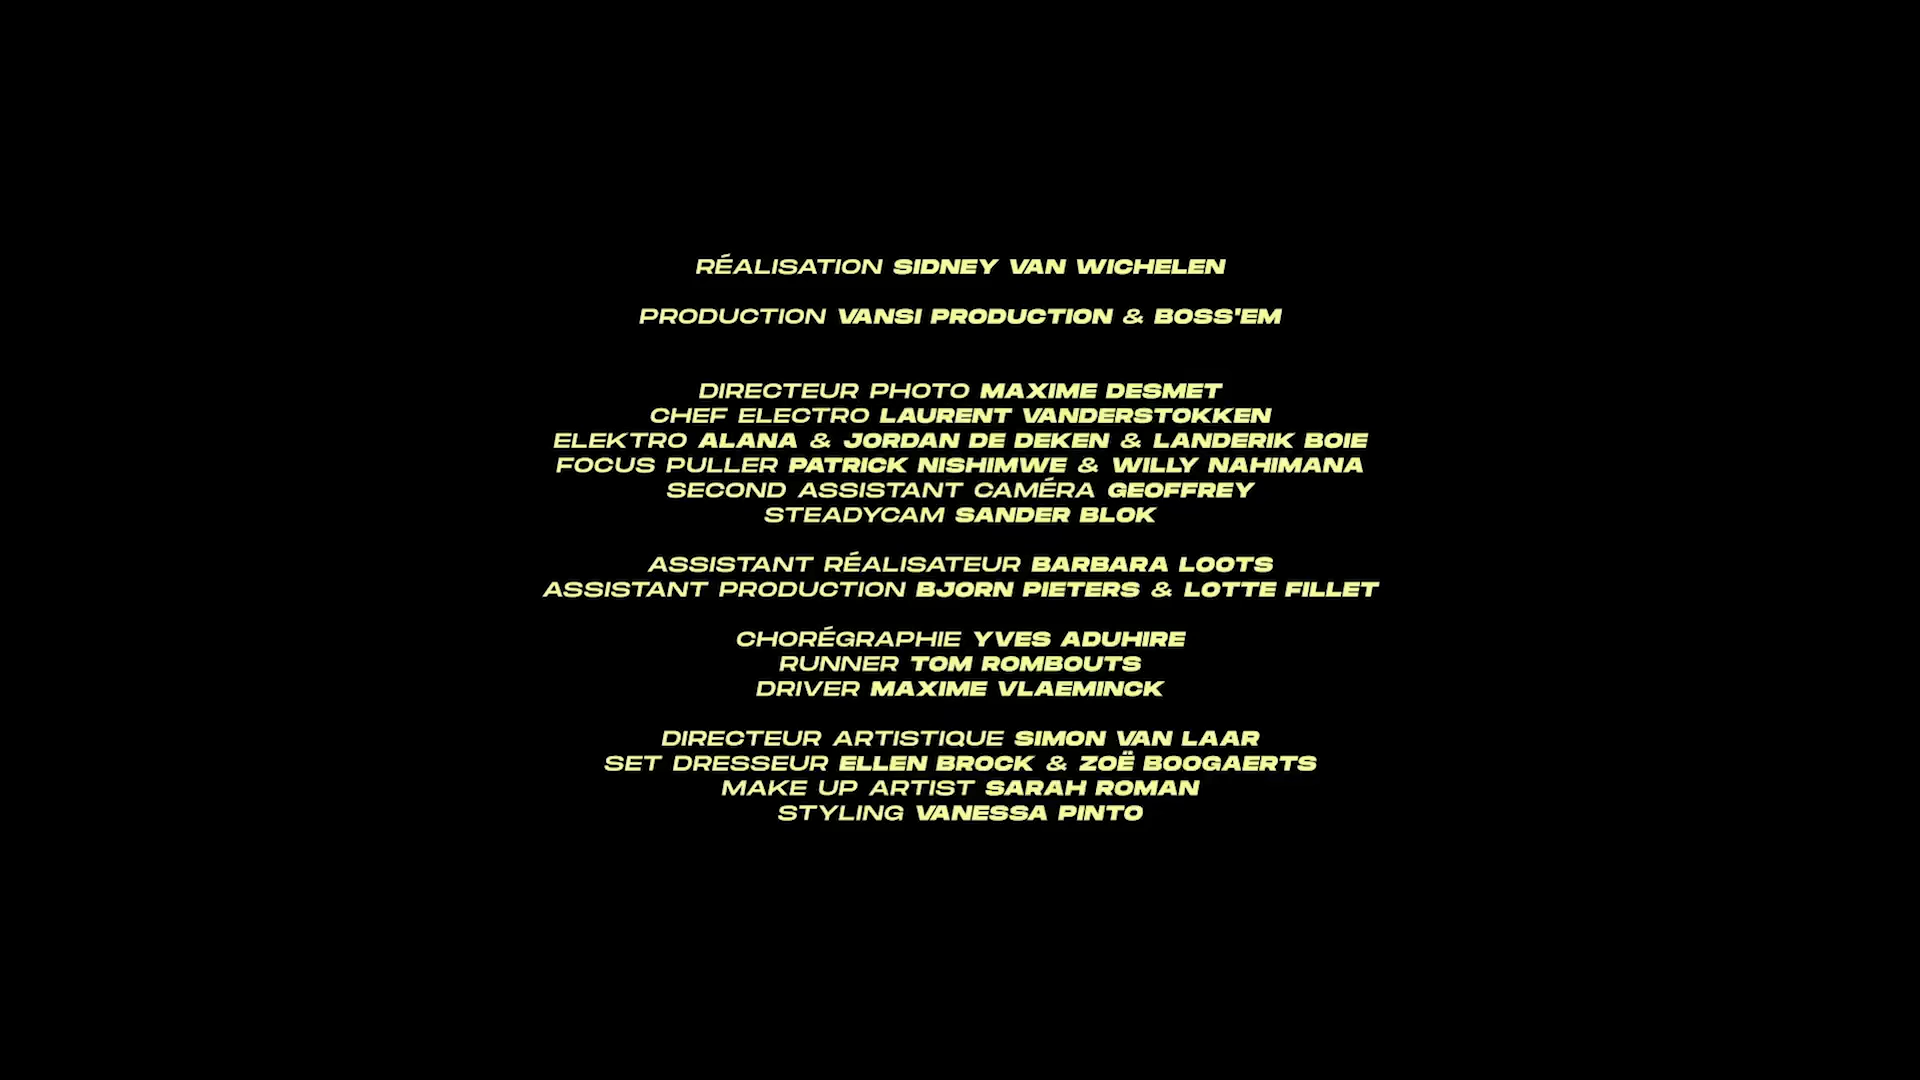 RÉALISATION SIDNEY VAN WICHELEN
PRODUCTION VANSI PRODUCTION & BOSS'EM
DIRECTEUR PHOTO MAXIME DESMET
CHEF ELECTRO LAURENT VANDERSTOKKEN
ELEKTRO ALANA & JORDAN DE DEKEN & LANDERIK BOIE
FOCUS PULLER PATRICK NISHIMWE & WILLY NAHIMANA
SECOND ASSISTANT CAMÉRA GEOFFREY
STEADYCAM SANDER BLOK
ASSISTANT RÉALISATEUR BARBARA LOOTS
ASSISTANT PRODUCTION BJORN PIETERS & LOTTE FILLET
CHORÉGRAPHIE YVES ADUHIRE
RUNNER TOM ROMBOUTS
DRIVER MAXIME VLAEMINCK
DIRECTEUR ARTISTIQUE SIMON VAN LAAR
SET DRESSEUR ELLEN BROCK & ZOË BOOGAERTS
MAKE UP ARTIST SARAH ROMAN
STYLING VANESSA PINTO